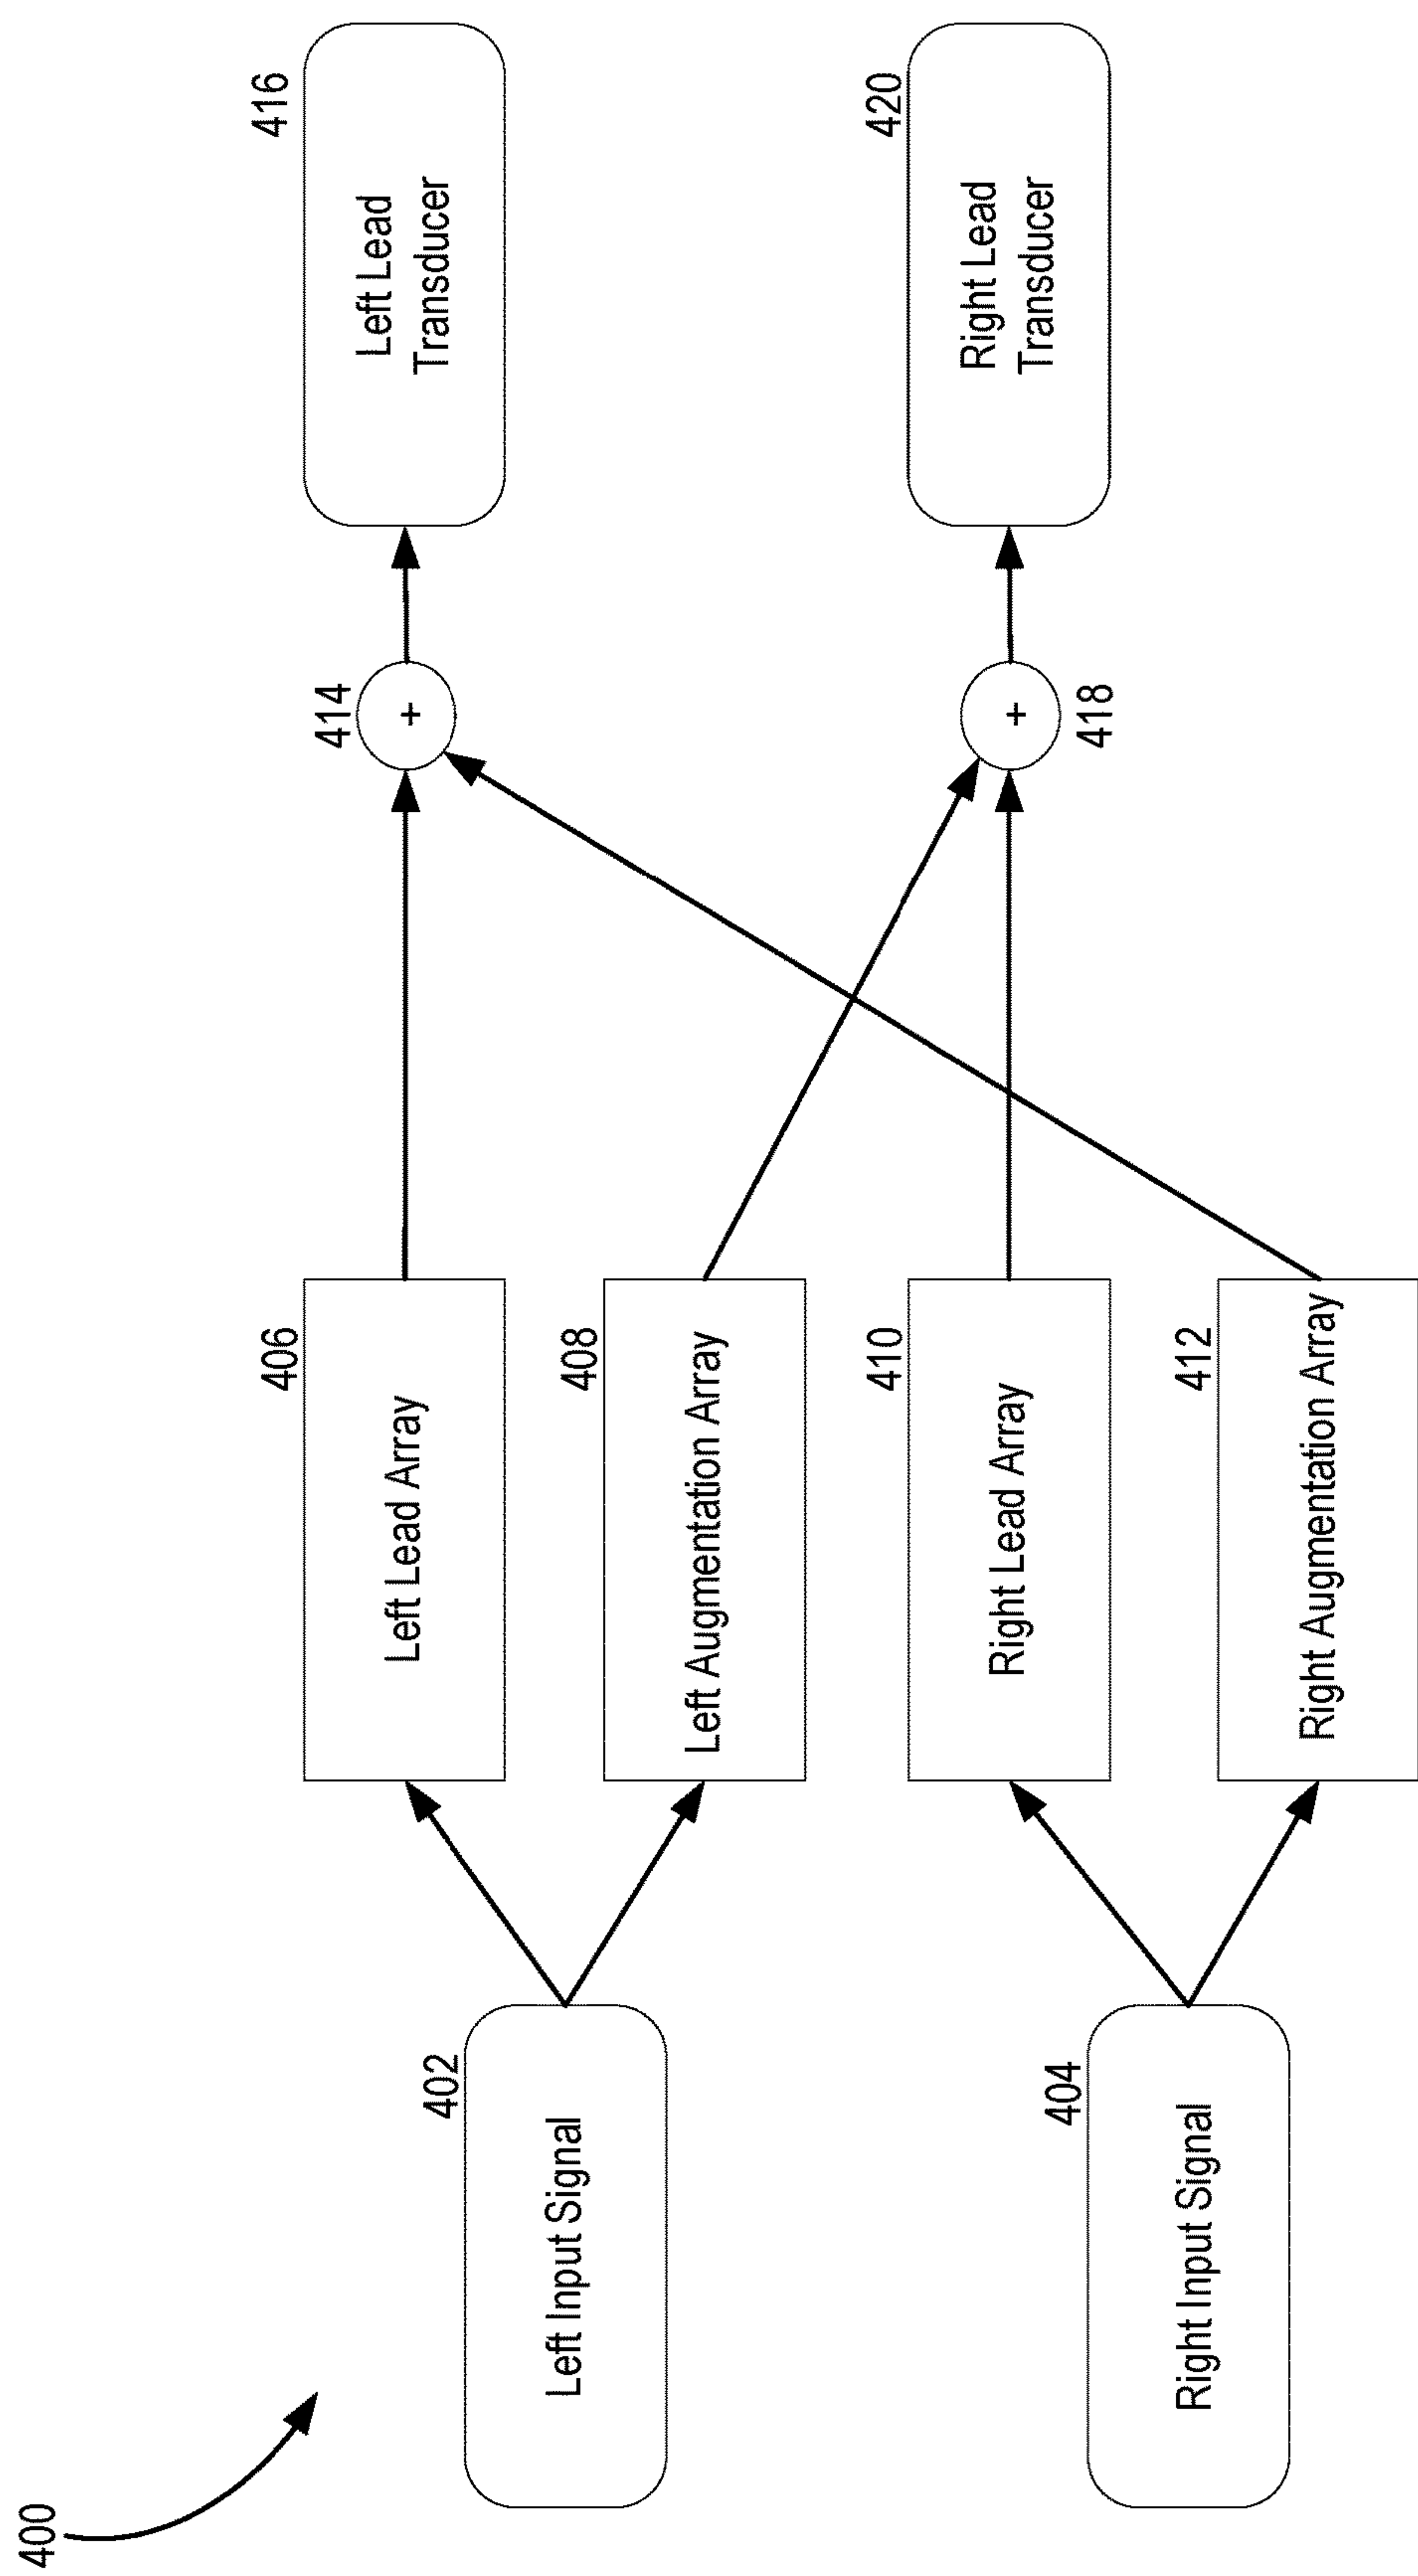 400
402
Left Input Signal
404
Right Input Signal
406
Left Lead Array
408
Left Augmentation Array
410
Right Lead Array
412
Right Augmentation Array
414
+
418
+
416
Left Lead
Transducer
420
Right Lead
Transducer